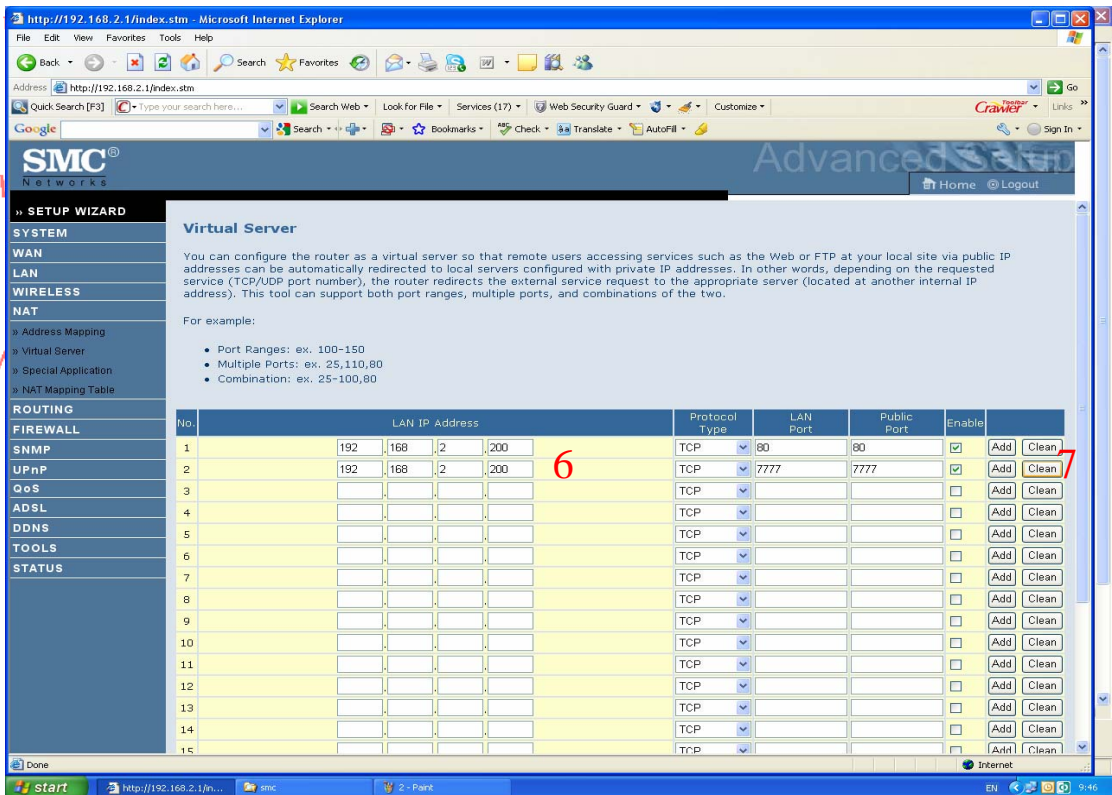 http://192.168.2.1/index.stm - Microsoft Internet Explorer
File Edit View Favorites Tools Help
Back Search Favorites
Address http://192.168.2.1/index.stm Go
Quick Search [F3] Type your search here... Search Web Look for File Services (17) Web Security Guard Customize Crawler Toolbar Links
Google Search Bookmarks Check Translate AutoFill Sign In
SMC®
Networks
Advanced Setup
Home Logout
» SETUP WIZARD
SYSTEM
WAN
LAN
WIRELESS
NAT
» Address Mapping
» Virtual Server
» Special Application
» NAT Mapping Table
ROUTING
FIREWALL
SNMP
UPnP
QoS
ADSL
DDNS
TOOLS
STATUS
Virtual Server
You can configure the router as a virtual server so that remote users accessing services such as the Web or FTP at your local site via public IP
addresses can be automatically redirected to local servers configured with private IP addresses. In other words, depending on the requested
service (TCP/UDP port number), the router redirects the external service request to the appropriate server (located at another internal IP
address). This tool can support both port ranges, multiple ports, and combinations of the two.
For example:
• Port Ranges: ex. 100-150
• Multiple Ports: ex. 25,110,80
• Combination: ex. 25-100,80
No. LAN IP Address Protocol Type LAN Port Public Port Enable
1 192 .168 .2 .200 TCP 80 80 Add Clean
2 192 .168 .2 .200 6 TCP 7777 7777 Add Clean 7
3 . . . TCP Add Clean
4 . . . TCP Add Clean
5 . . . TCP Add Clean
6 . . . TCP Add Clean
7 . . . TCP Add Clean
8 . . . TCP Add Clean
9 . . . TCP Add Clean
10 . . . TCP Add Clean
11 . . . TCP Add Clean
12 . . . TCP Add Clean
13 . . . TCP Add Clean
14 . . . TCP Add Clean
15 TCP Add Clean
Done Internet
start http://192.168.2.1/in... smc 2 - Paint EN 9:46